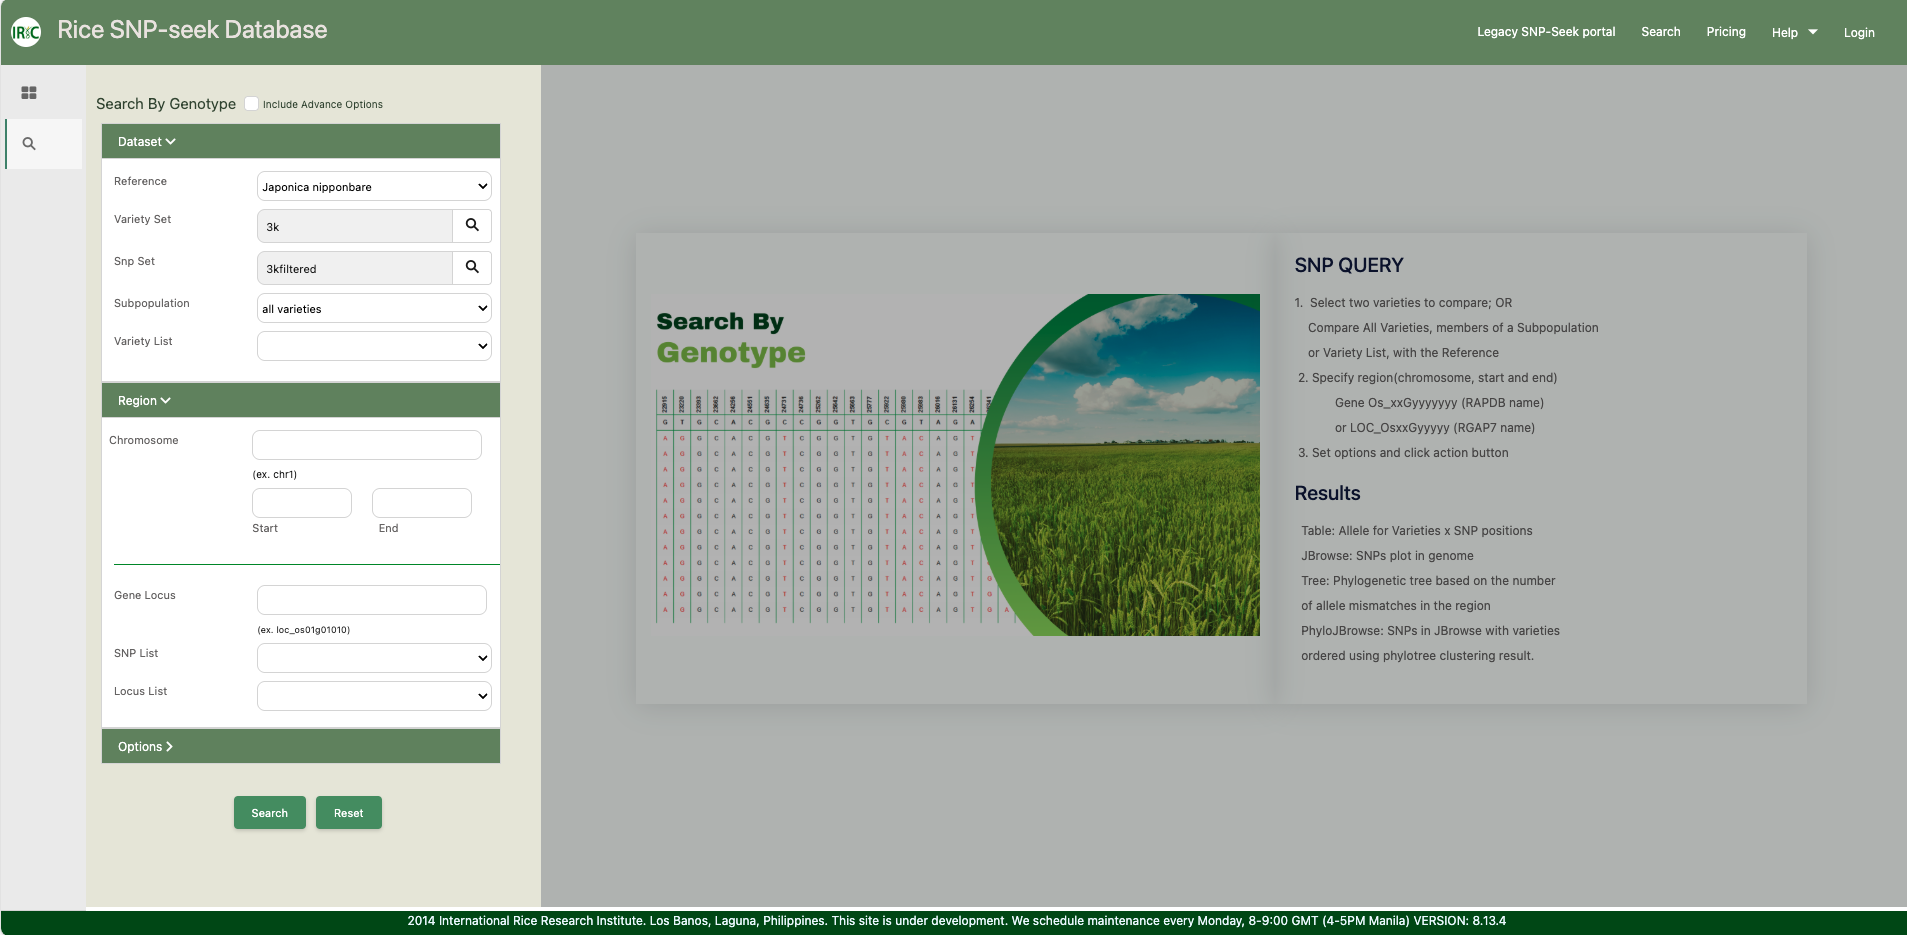 IRGC
Rice SNP-seek Database
Legacy SNP-Seek portal
Search
Pricing
Help
Login
Search By Genotype
Include Advance Options
Dataset
Reference
Japonica nipponbare
Variety Set
3k
Snp Set
3kfiltered
Subpopulation
all varieties
Variety List
Region
Chromosome
(ex. chr1)
Start
End
Gene Locus
(ex. loc_os01g01010)
SNP List
Locus List
Options
Search
Reset
Search By
Genotype
G T G C A C G C C G G T G C G T G A
A G G C A C G T C G G T G T A C A G
A G G C A C G T C G G T G T A C A G T
A G G C A C G T C G G T G T A C A G T
A G G C A C G T C G G T G T A C A G T
A G G C A C G T C G G T G T A C A G T
A G G C A C G T C G G T G T A C A G T
A G G C A C G T C G G T G T A C A G T
A G G C A C G T C G G T G T A C A G T
A G G C A C G T C G G T G T A C A G T
A G G C A C G T C G G T G T A C A G T G
A G G C A C G T C G G T G T A C A G T G
A G G C A C G T C G G T G T A C A G T G A
SNP QUERY
1. Select two varieties to compare; OR
Compare All Varieties, members of a Subpopulation
or Variety List, with the Reference
2. Specify region(chromosome, start and end)
Gene Os_xxGyyyyyyy (RAPDB name)
or LOC_OsxxGyyyyy (RGAP7 name)
3. Set options and click action button
Results
Table: Allele for Varieties x SNP positions
JBrowse: SNPs plot in genome
Tree: Phylogenetic tree based on the number
of allele mismatches in the region
PhyloJBrowse: SNPs in JBrowse with varieties
ordered using phylotree clustering result.
2014 International Rice Research Institute. Los Banos, Laguna, Philippines. This site is under development. We schedule maintenance every Monday, 8-9:00 GMT (4-5PM Manila) VERSION: 8.13.4